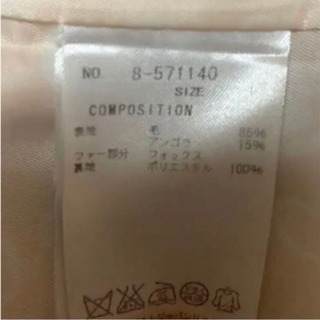 NO 8-571140
SIZE
COMPOSITION
表地 毛 85%
アンゴラ 15%
ファー部分 フォックス
裏地 ポリエステル 100%